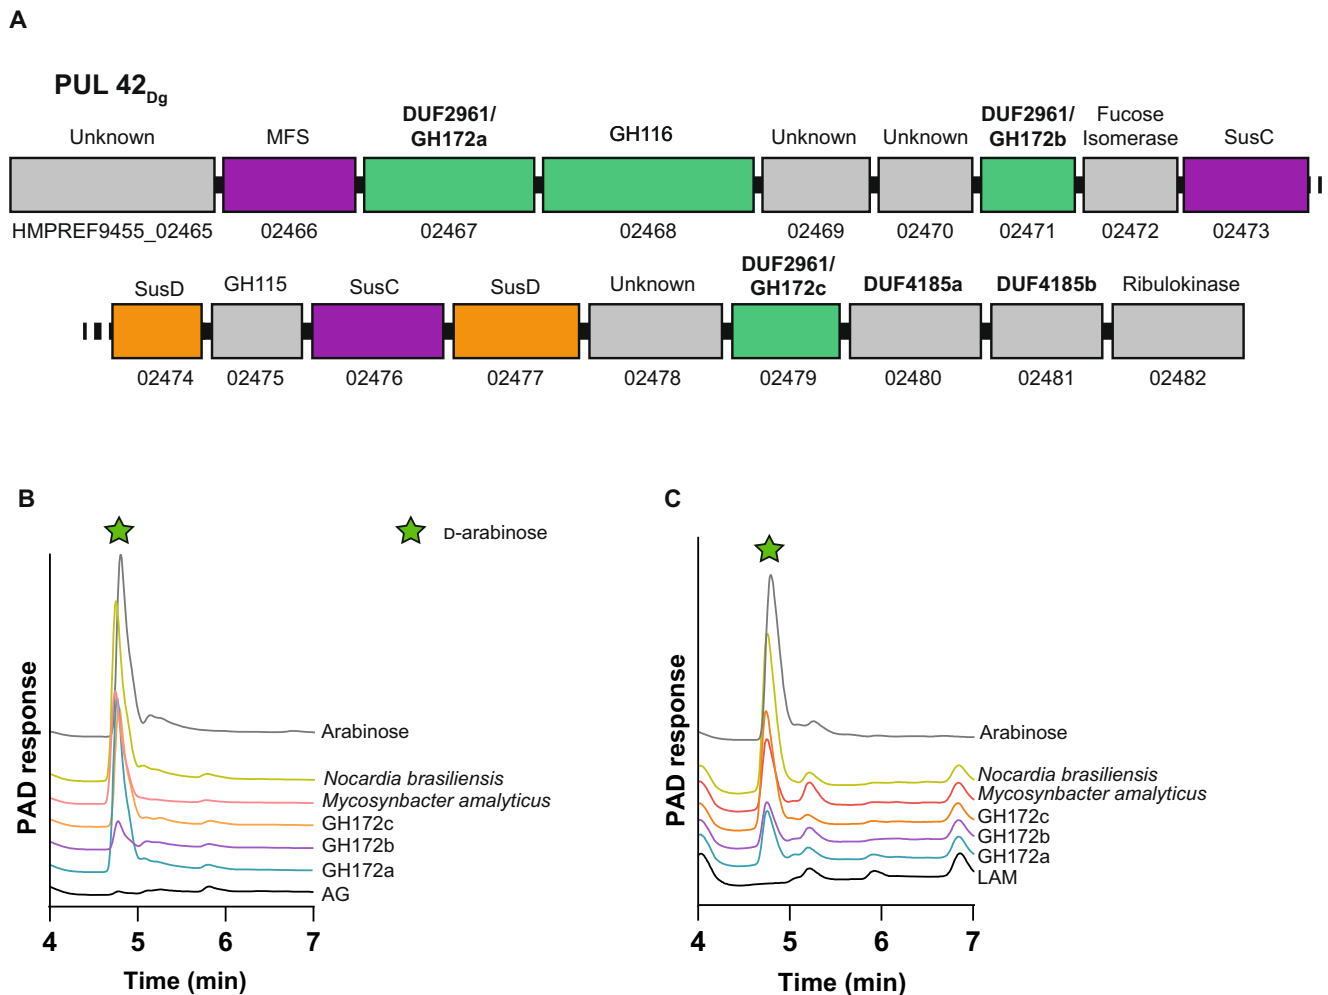 A
PUL 42Dg
Unknown
MFS
DUF2961/
GH172a
GH116
Unknown
Unknown
DUF2961/
GH172b
Fucose
Isomerase
SusC
HMPREF9455_02465
02466
02467
02468
02469
02470
02471
02472
02473
SusD
GH115
SusC
SusD
Unknown
DUF2961/
GH172c
DUF4185a
DUF4185b
Ribulokinase
02474
02475
02476
02477
02478
02479
02480
02481
02482
B
D-arabinose
PAD response
Arabinose
Nocardia brasiliensis
Mycosynbacter amalyticus
GH172c
GH172b
GH172a
AG
4
5
6
7
Time (min)
C
PAD response
Arabinose
Nocardia brasiliensis
Mycosynbacter amalyticus
GH172c
GH172b
GH172a
LAM
4
5
6
7
Time (min)